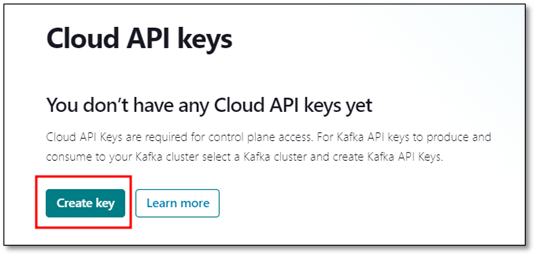 Cloud API keys
You don’t have any Cloud API keys yet
Cloud API Keys are required for control plane access. For Kafka API keys to produce and
consume to your Kafka cluster select a Kafka cluster and create Kafka API Keys.
Create key
Learn more